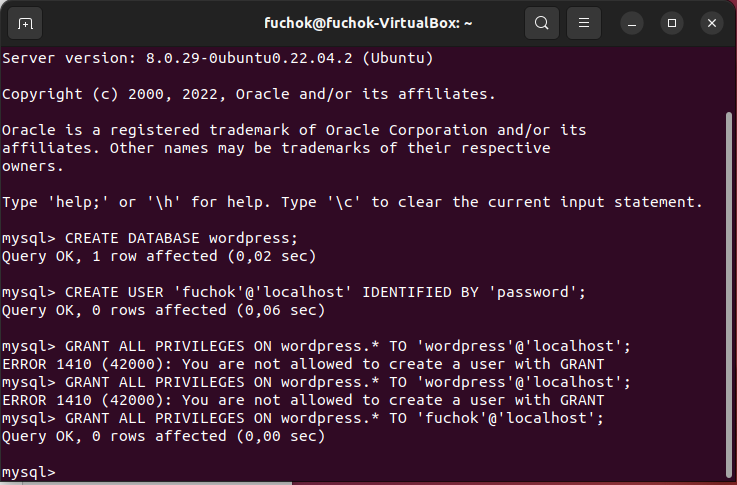 fuchok@fuchok-VirtualBox: ~
Server version: 8.0.29-0ubuntu0.22.04.2 (Ubuntu)
Copyright (c) 2000, 2022, Oracle and/or its affiliates.
Oracle is a registered trademark of Oracle Corporation and/or its
affiliates. Other names may be trademarks of their respective
owners.
Type 'help;' or '\h' for help. Type '\c' to clear the current input statement.
mysql> CREATE DATABASE wordpress;
Query OK, 1 row affected (0,02 sec)
mysql> CREATE USER 'fuchok'@'localhost' IDENTIFIED BY 'password';
Query OK, 0 rows affected (0,06 sec)
mysql> GRANT ALL PRIVILEGES ON wordpress.* TO 'wordpress'@'localhost';
ERROR 1410 (42000): You are not allowed to create a user with GRANT
mysql> GRANT ALL PRIVILEGES ON wordpress.* TO 'wordpress'@'localhost';
ERROR 1410 (42000): You are not allowed to create a user with GRANT
mysql> GRANT ALL PRIVILEGES ON wordpress.* TO 'fuchok'@'localhost';
Query OK, 0 rows affected (0,00 sec)
mysql>